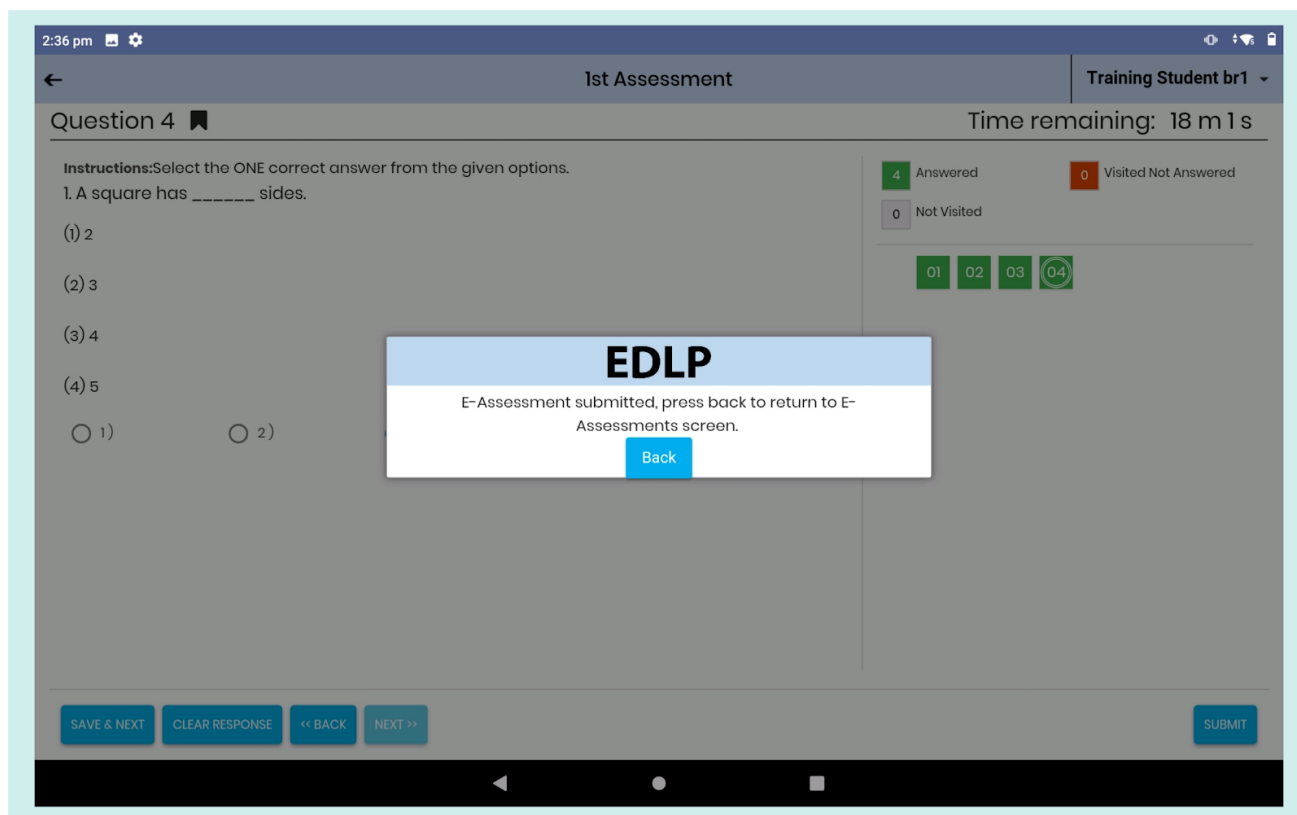 2:36 pm
1st Assessment
Training Student br1
Question 4
Time remaining: 18 m 1 s
Instructions:Select the ONE correct answer from the given options.
1. A square has ______ sides.
(1) 2
(2) 3
(3) 4
(4) 5
1)
2)
4 Answered
0 Visited Not Answered
0 Not Visited
01 02 03 04
EDLP
E-Assessment submitted, press back to return to E-
Assessments screen.
Back
SAVE & NEXT
CLEAR RESPONSE
<< BACK
NEXT >>
SUBMIT